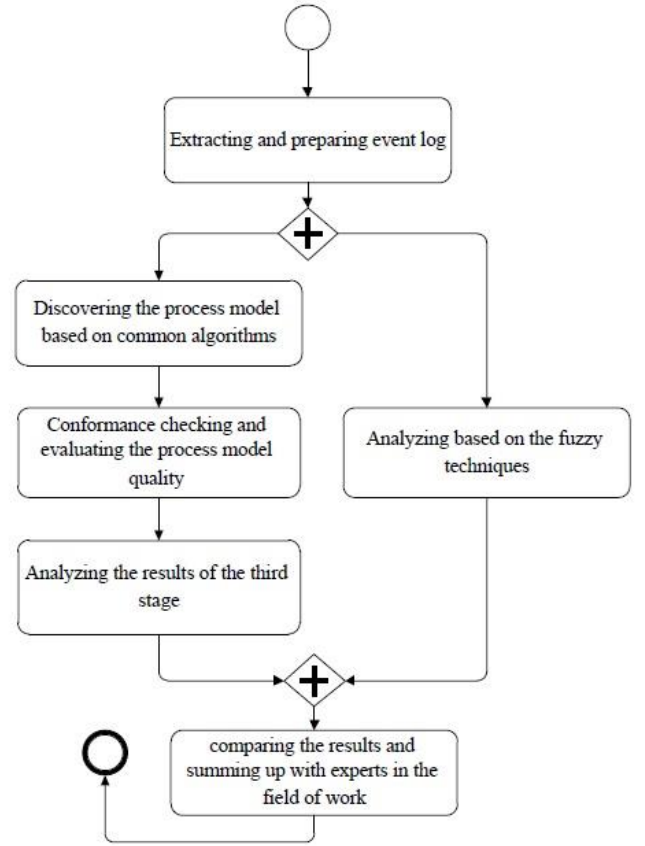 Extracting and preparing event log
Discovering the process model
based on common algorithms
Conformance checking and
evaluating the process model
quality
Analyzing based on the fuzzy
techniques
Analyzing the results of the third
stage
comparing the results and
summing up with experts in the
field of work